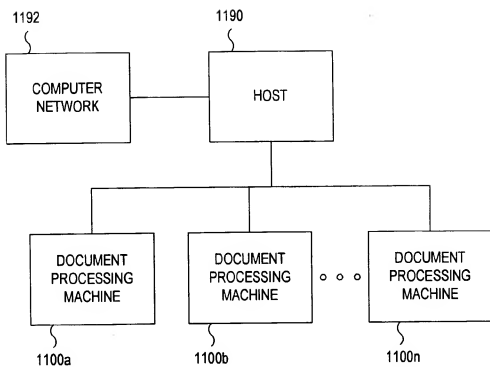 1192
1190
COMPUTER
NETWORK
HOST
DOCUMENT
PROCESSING
MACHINE
DOCUMENT
PROCESSING
MACHINE
DOCUMENT
PROCESSING
MACHINE
1100a
1100b
1100n